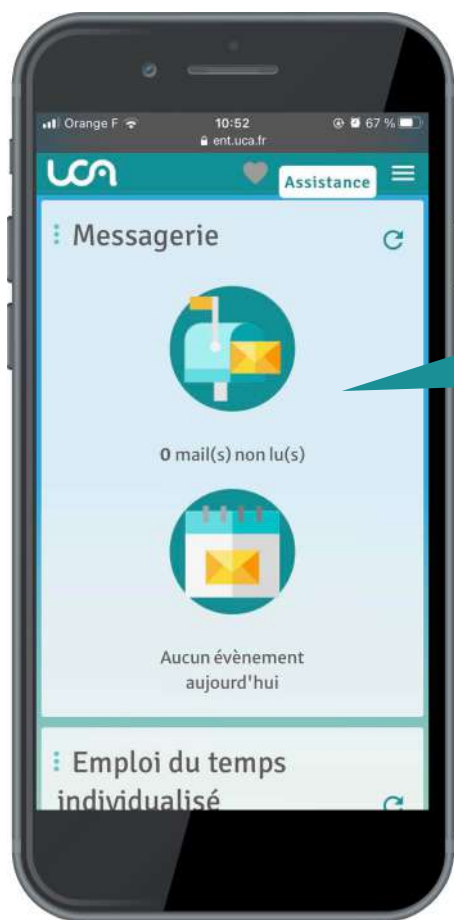 Orange F 10:52 67 %
ent.uca.fr
UCA Assistance
Messagerie
0 mail(s) non lu(s)
Aucun évènement
aujourd'hui
Emploi du temps
individualisé